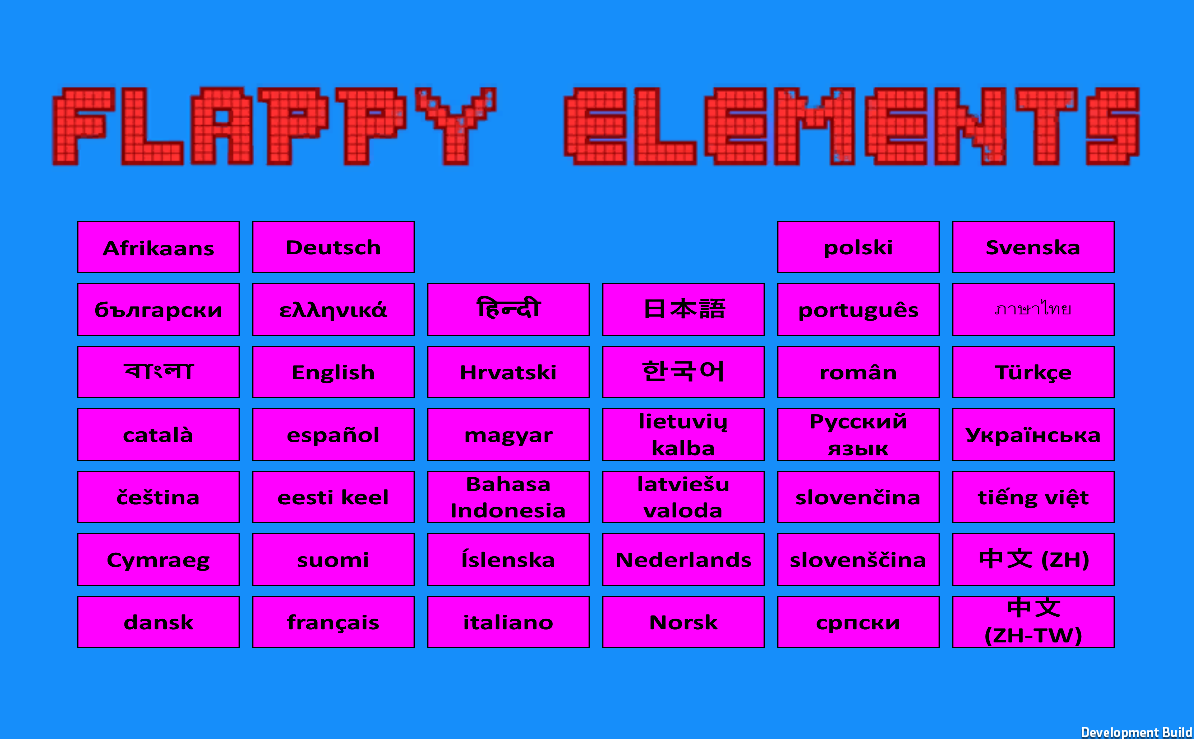 FLAPPY ELEMENTS
Afrikaans
Deutsch
polski
Svenska
български
ελληνικά
हिन्दी
日本語
português
ภาษาไทย
বাংলা
English
Hrvatski
한국어
român
Türkçe
català
español
magyar
lietuvių
kalba
Русский
язык
Українська
čeština
eesti keel
Bahasa
Indonesia
latviešu
valoda
slovenčina
tiếng việt
Cymraeg
suomi
Íslenska
Nederlands
slovenščina
中文 (ZH)
dansk
français
italiano
Norsk
српски
中文
(ZH-TW)
Development Build